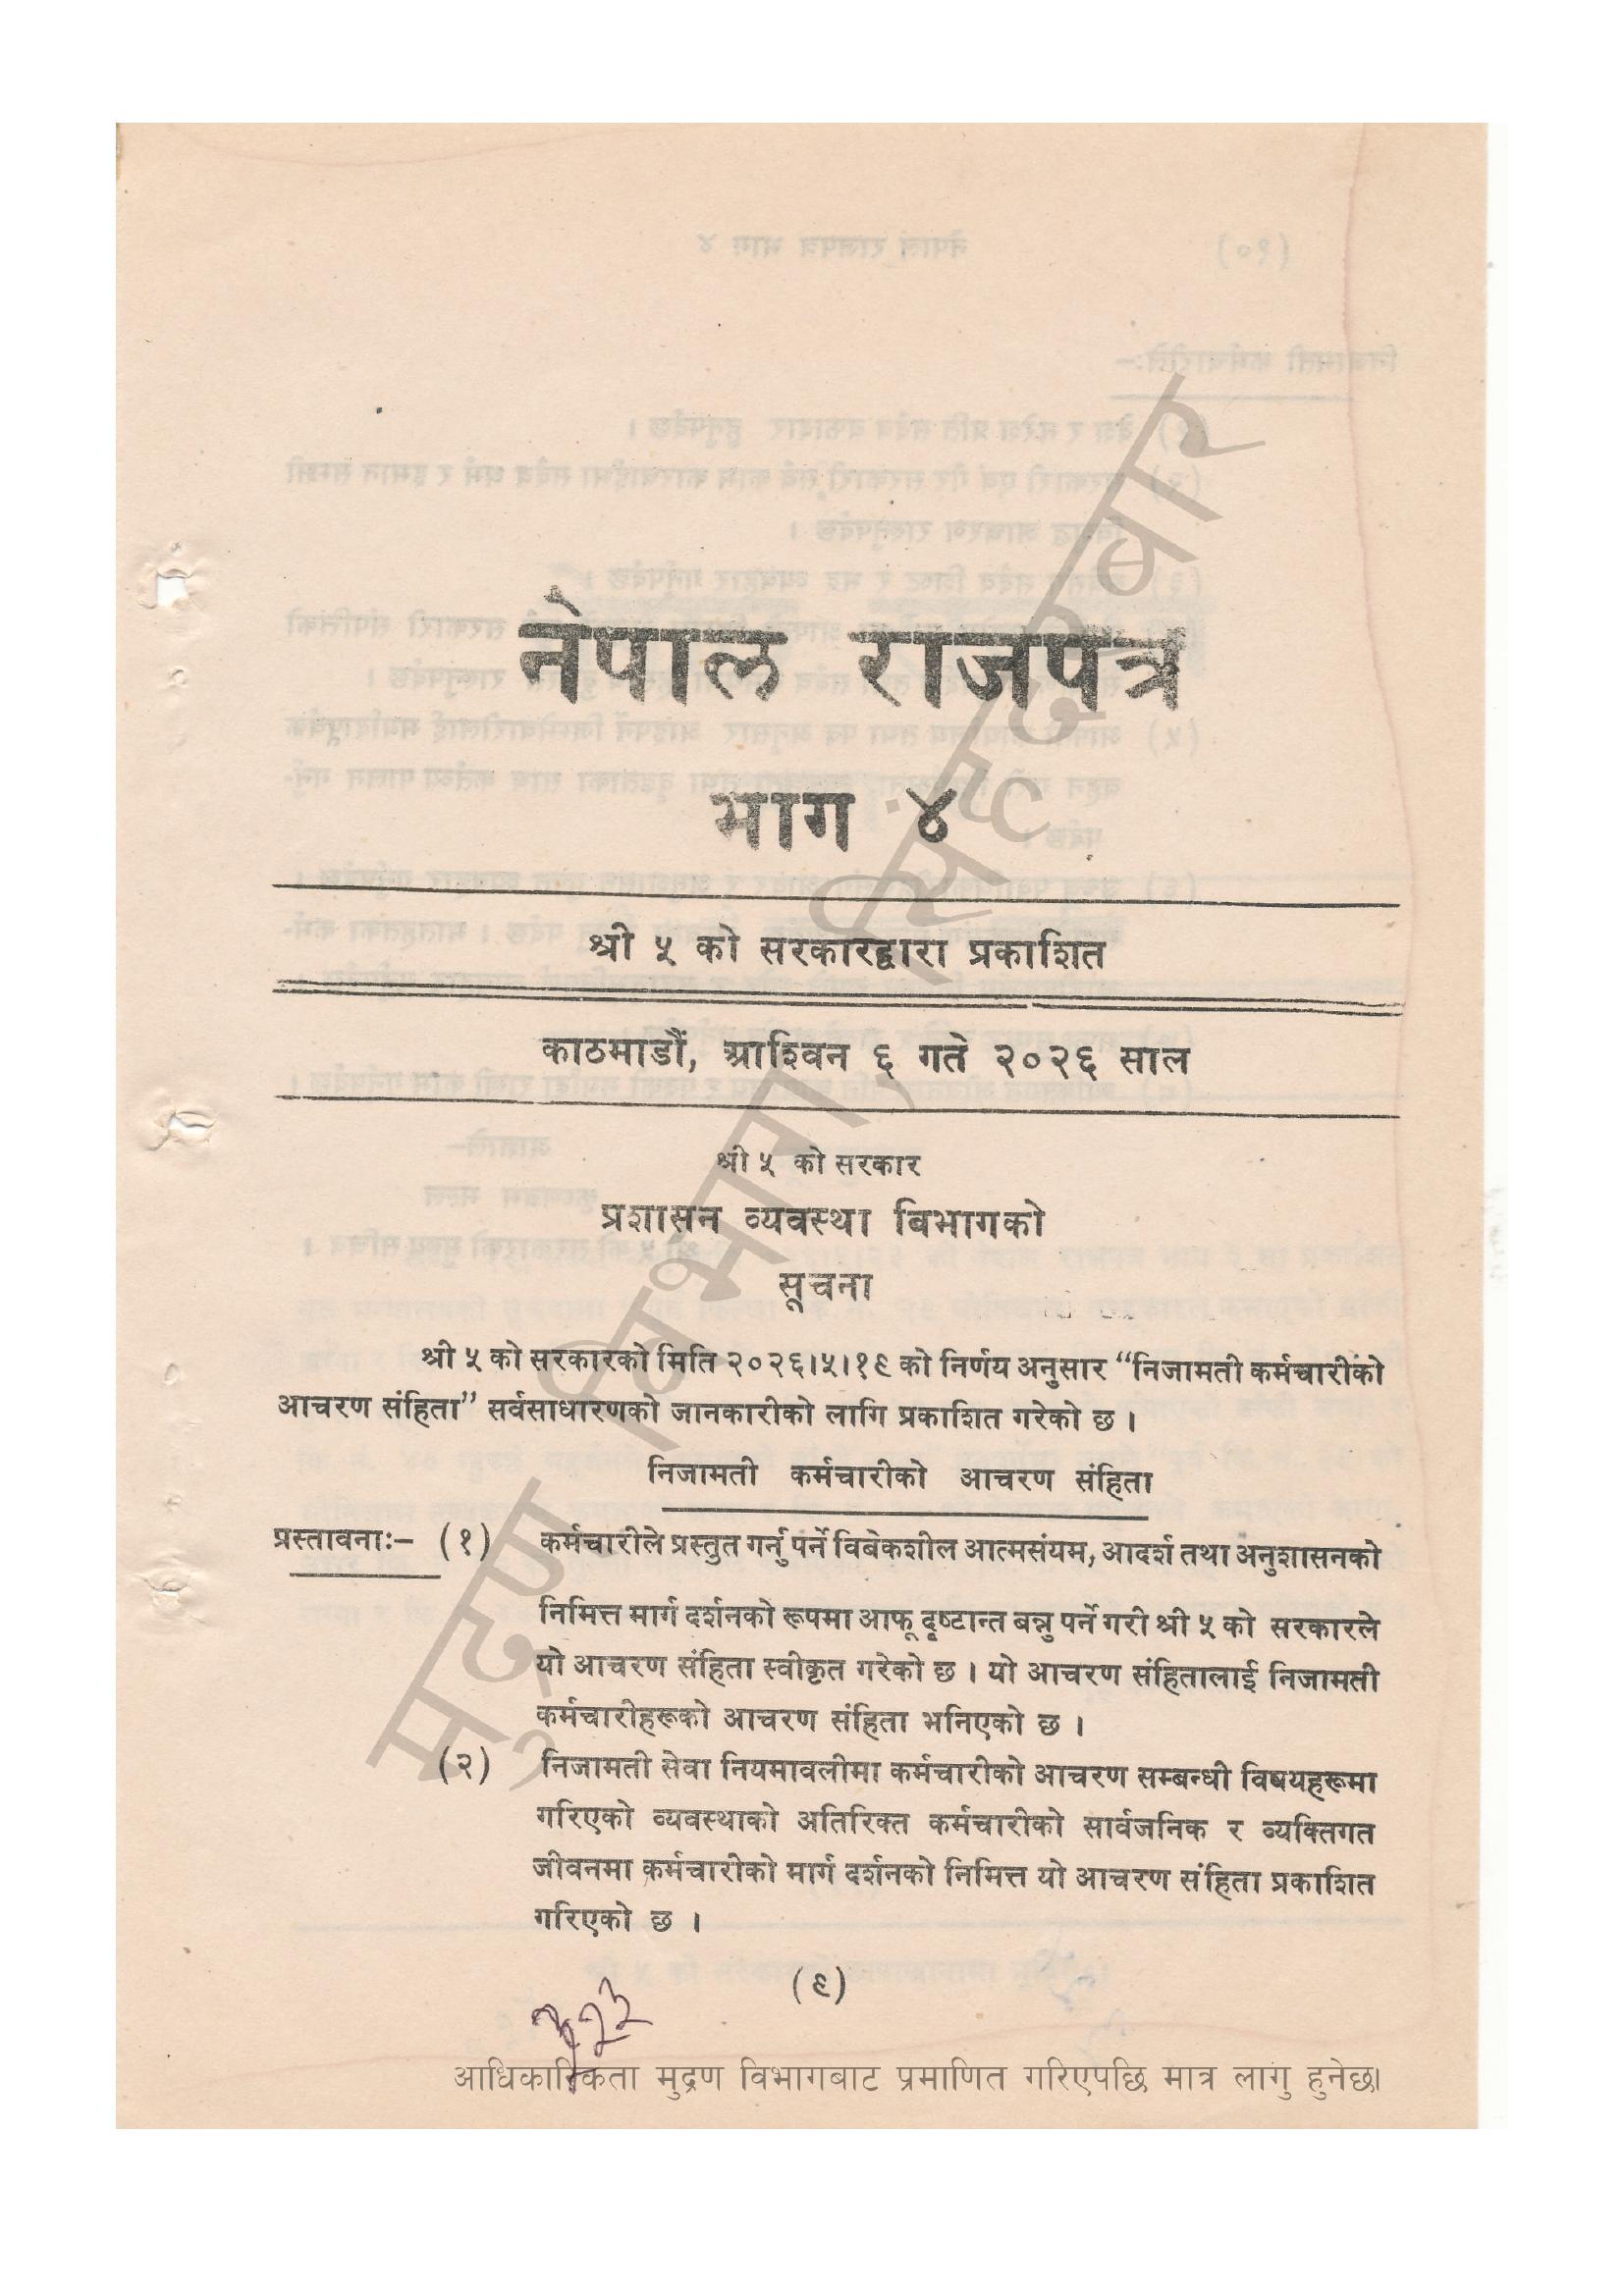 नेपाल राजपत्र
भाग ४
श्री ५ को सरकारद्वारा प्रकाशित
काठमाडौं, आश्विन ६ गते २०२६ साल
श्री ५ को सरकार
प्रशासन व्यवस्था बिभागको
सूचना
श्री ५ को सरकारको मिति २०२६।५।१९ को निर्णय अनुसार “निजामती कर्मचारीको
आचरण संहिता” सर्वसाधारणको जानकारीको लागि प्रकाशित गरेको छ ।
निजामती कर्मचारीको आचरण संहिता
प्रस्तावनाः– (१) कर्मचारीले प्रस्तुत गर्नु पर्ने विबेकशील आत्मसंयम, आदर्श तथा अनुशासनको
निमित्त मार्ग दर्शनको रूपमा आफू दृष्टान्त बन्नु पर्ने गरी श्री ५ को सरकारले
यो आचरण संहिता स्वीकृत गरेको छ । यो आचरण संहितालाई निजामती
कर्मचारीहरूको आचरण संहिता भनिएको छ ।
(२) निजामती सेवा नियमावलीमा कर्मचारीको आचरण सम्बन्धी विषयहरूमा
गरिएको व्यवस्थाको अतिरिक्त कर्मचारीको सार्वजनिक र व्यक्तिगत
जीवनमा कर्मचारीको मार्ग दर्शनको निमित्त यो आचरण संहिता प्रकाशित
गरिएको छ ।
(९)
आधिकारिकता मुद्रण विभागबाट प्रमाणित गरिएपछि मात्र लागु हुनेछ।
मुद्रण विभाग, सिंहदरबार